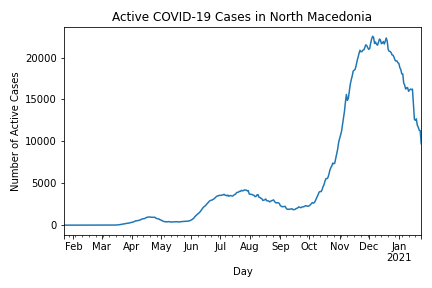 Active COVID-19 Cases in North Macedonia
Number of Active Cases
20000
15000
10000
5000
0
Feb Mar Apr May Jun Jul Aug Sep Oct Nov Dec Jan
2021
Day